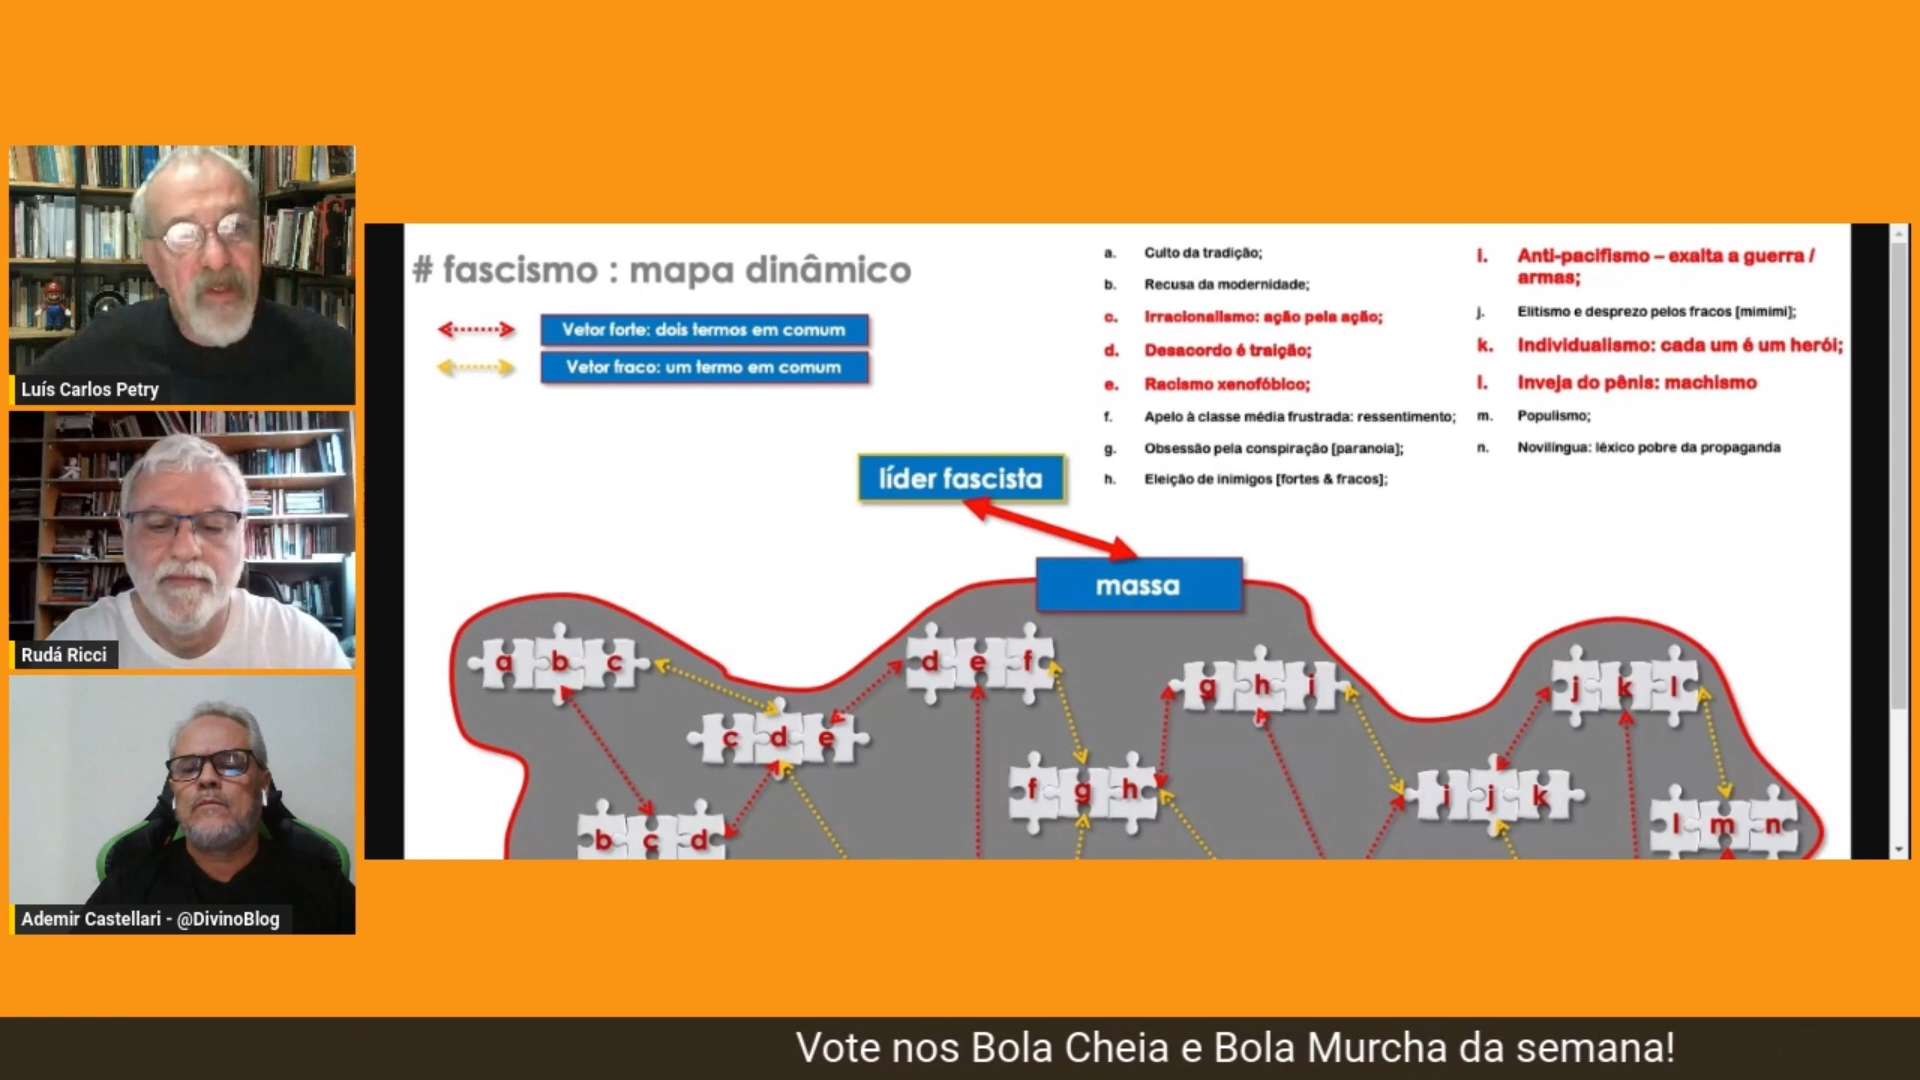 Luís Carlos Petry
Rudá Ricci
Ademir Castellari - @DivinoBlog
# fascismo : mapa dinâmico
Vetor forte: dois termos em comum
Vetor fraco: um termo em comum
a. Culto da tradição;
b. Recusa da modernidade;
c. Irracionalismo: ação pela ação;
d. Desacordo é traição;
e. Racismo xenofóbico;
f. Apelo à classe média frustrada: ressentimento;
g. Obsessão pela conspiração [paranoia];
h. Eleição de inimigos [fortes & fracos];
i. Anti-pacifismo – exalta a guerra /
armas;
j. Elitismo e desprezo pelos fracos [mimimi];
k. Individualismo: cada um é um herói;
l. Inveja do pênis: machismo
m. Populismo;
n. Novilíngua: léxico pobre da propaganda
líder fascista
massa
a b c
d e f
g h i
j k l
c d e
f g h
i j k
l m n
b c d
Vote nos Bola Cheia e Bola Murcha da semana!